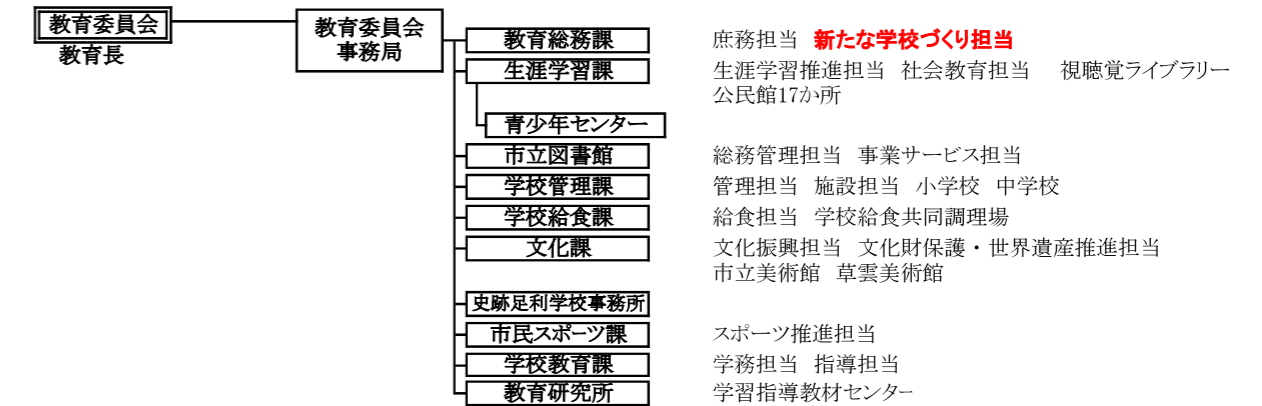 教育委員会
教育長
教育委員会
事務局
教育総務課 庶務担当 新たな学校づくり担当
生涯学習課 生涯学習推進担当 社会教育担当 視聴覚ライブラリー
公民館17か所
青少年センター
市立図書館 総務管理担当 事業サービス担当
学校管理課 管理担当 施設担当 小学校 中学校
学校給食課 給食担当 学校給食共同調理場
文化課 文化振興担当 文化財保護・世界遺産推進担当
市立美術館 草雲美術館
史跡足利学校事務所
市民スポーツ課 スポーツ推進担当
学校教育課 学務担当 指導担当
教育研究所 学習指導教材センター